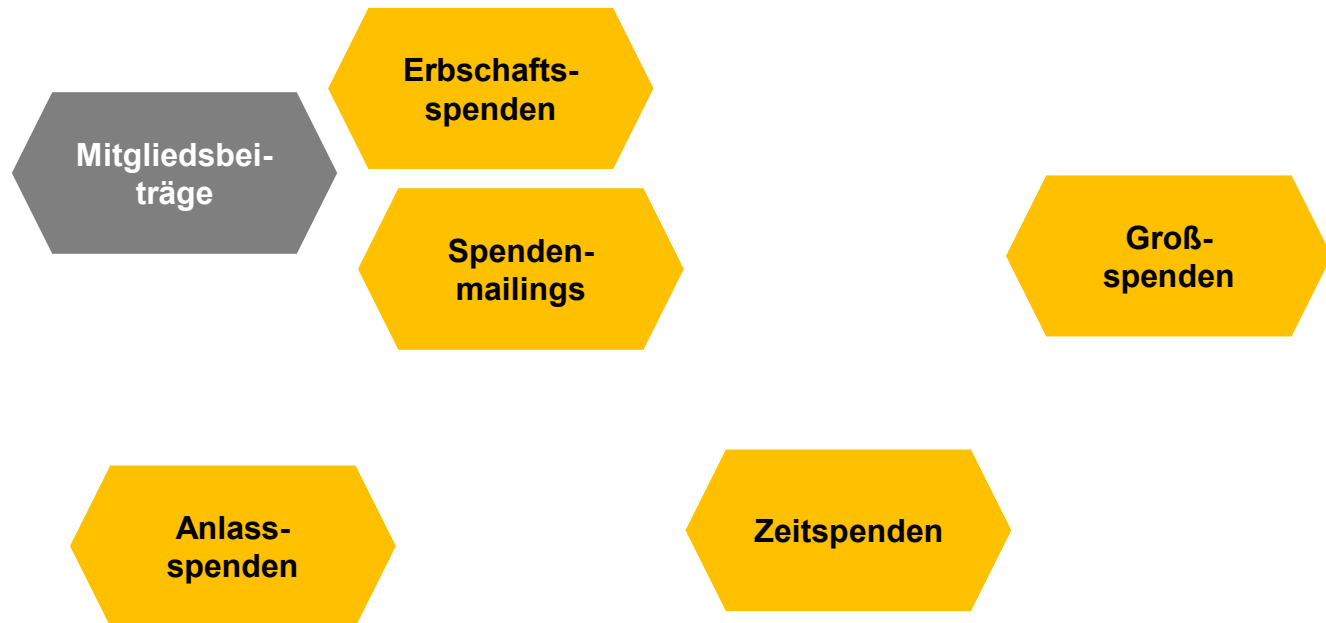 Erbschafts-
spenden
Mitgliedsbei-
träge
Spenden-
mailings
Groß-
spenden
Anlass-
spenden
Zeitspenden